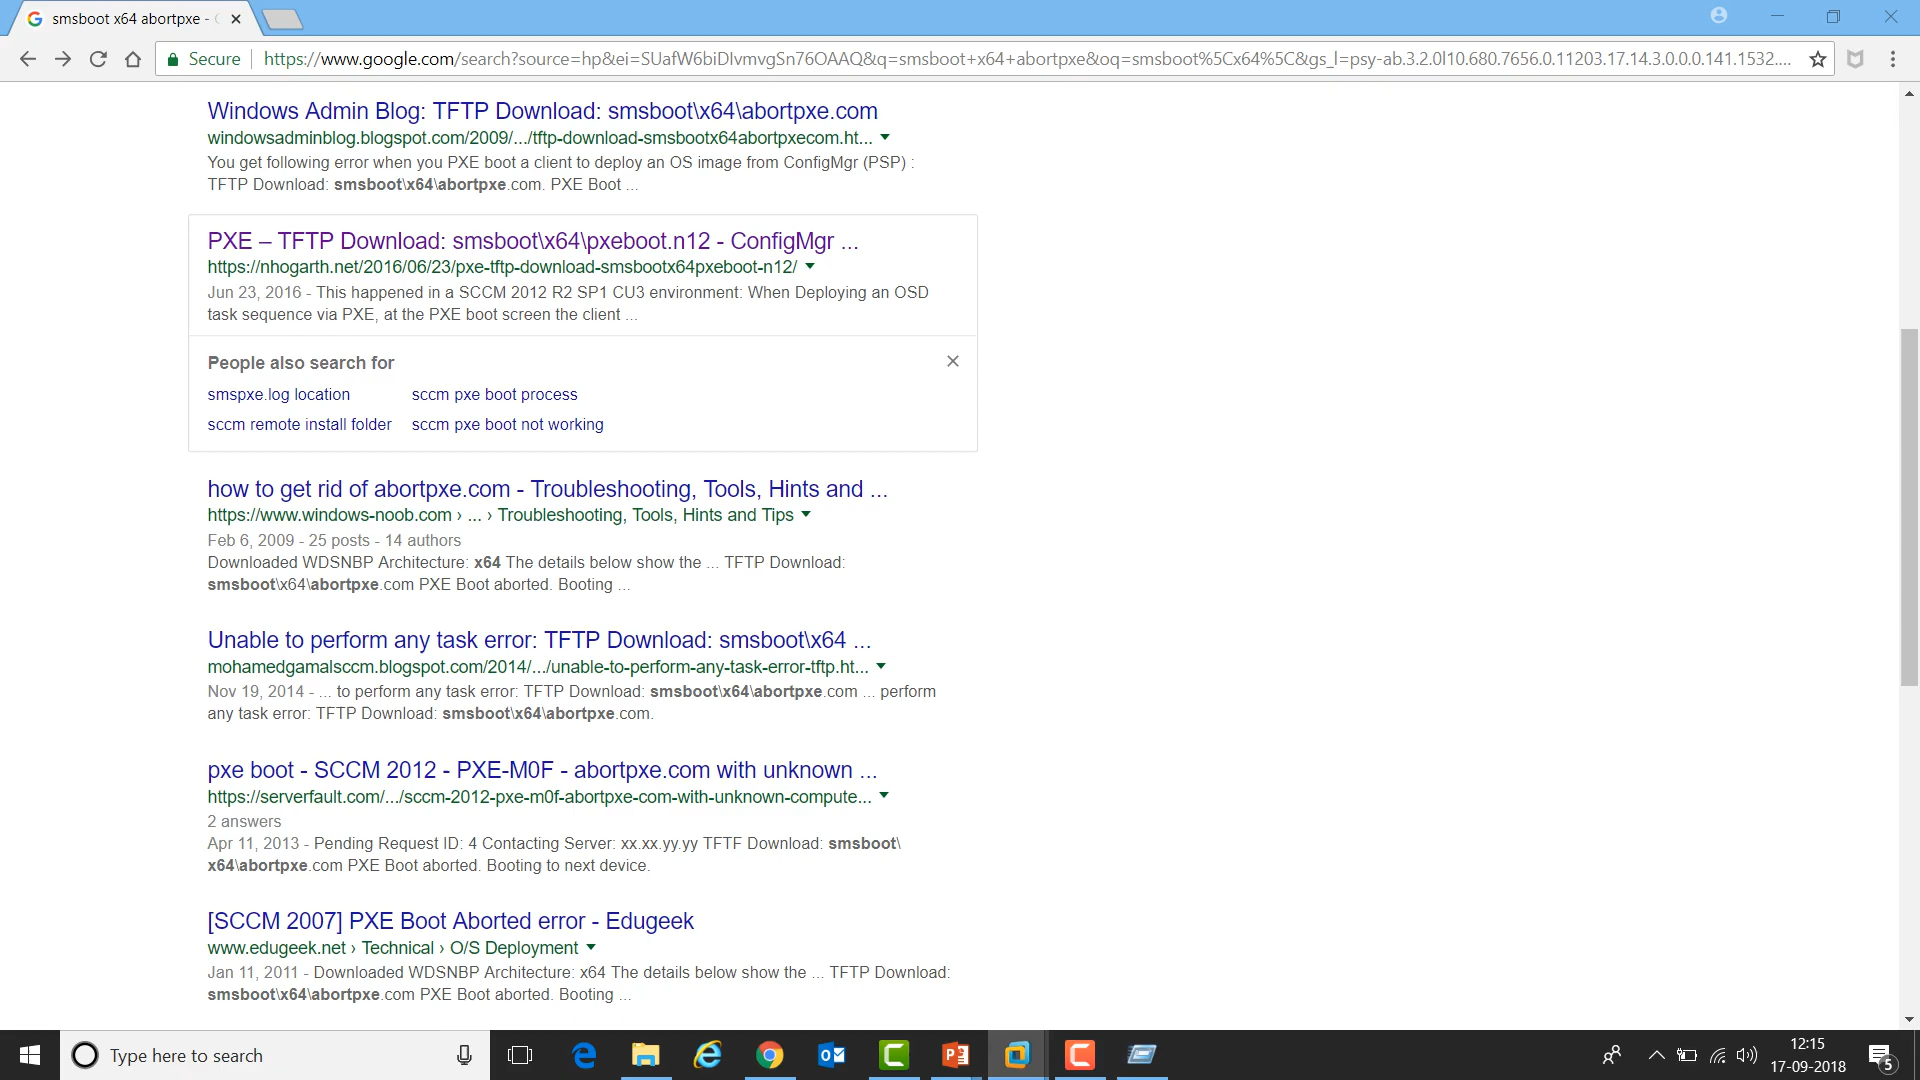 smsboot x64 abortpxe -
Secure
https://www.google.com/search?source=hp&ei=SUafW6biDIvmvgSn76OAAQ&q=smsboot+x64+abortpxe&oq=smsboot%5Cx64%5C&gs_l=psy-ab.3.2.0l10.680.7656.0.11203.17.14.3.0.0.0.141.1532....
Windows Admin Blog: TFTP Download: smsboot\x64\abortpxe.com
windowsadminblog.blogspot.com/2009/.../tftp-download-smsbootx64abortpxecom.ht...
You get following error when you PXE boot a client to deploy an OS image from ConfigMgr (PSP) :
TFTP Download: smsboot\x64\abortpxe.com. PXE Boot ...
PXE – TFTP Download: smsboot\x64\pxeboot.n12 - ConfigMgr ...
https://nhogarth.net/2016/06/23/pxe-tftp-download-smsbootx64pxeboot-n12/
Jun 23, 2016 - This happened in a SCCM 2012 R2 SP1 CU3 environment: When Deploying an OSD
task sequence via PXE, at the PXE boot screen the client ...
People also search for
smspxe.log location
sccm pxe boot process
sccm remote install folder
sccm pxe boot not working
how to get rid of abortpxe.com - Troubleshooting, Tools, Hints and ...
https://www.windows-noob.com › ... › Troubleshooting, Tools, Hints and Tips
Feb 6, 2009 - 25 posts - 14 authors
Downloaded WDSNBP Architecture: x64 The details below show the ... TFTP Download:
smsboot\x64\abortpxe.com PXE Boot aborted. Booting ...
Unable to perform any task error: TFTP Download: smsboot\x64 ...
mohamedgamalsccm.blogspot.com/2014/.../unable-to-perform-any-task-error-tftp.ht...
Nov 19, 2014 - ... to perform any task error: TFTP Download: smsboot\x64\abortpxe.com ... perform
any task error: TFTP Download: smsboot\x64\abortpxe.com.
pxe boot - SCCM 2012 - PXE-M0F - abortpxe.com with unknown ...
https://serverfault.com/.../sccm-2012-pxe-m0f-abortpxe-com-with-unknown-compute...
2 answers
Apr 11, 2013 - Pending Request ID: 4 Contacting Server: xx.xx.yy.yy TFTF Download: smsboot\
x64\abortpxe.com PXE Boot aborted. Booting to next device.
[SCCM 2007] PXE Boot Aborted error - Edugeek
www.edugeek.net › Technical › O/S Deployment
Jan 11, 2011 - Downloaded WDSNBP Architecture: x64 The details below show the ... TFTP Download:
smsboot\x64\abortpxe.com PXE Boot aborted. Booting ...
Type here to search
12:15
17-09-2018
5